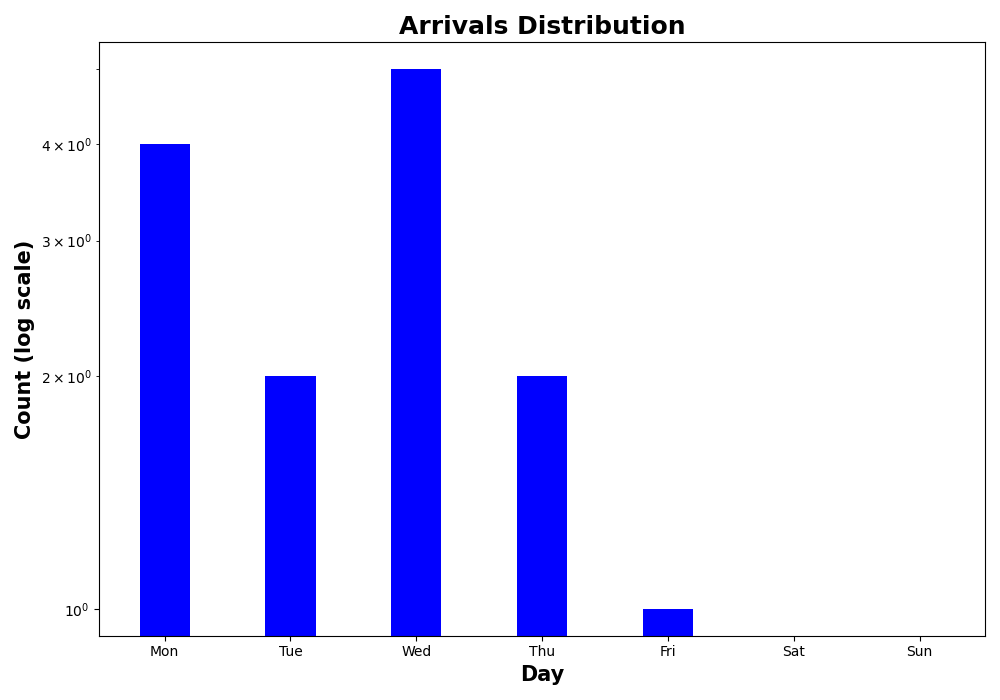 Arrivals Distribution
Count (log scale)
4 × 10⁰
3 × 10⁰
2 × 10⁰
10⁰
Mon Tue Wed Thu Fri Sat Sun
Day